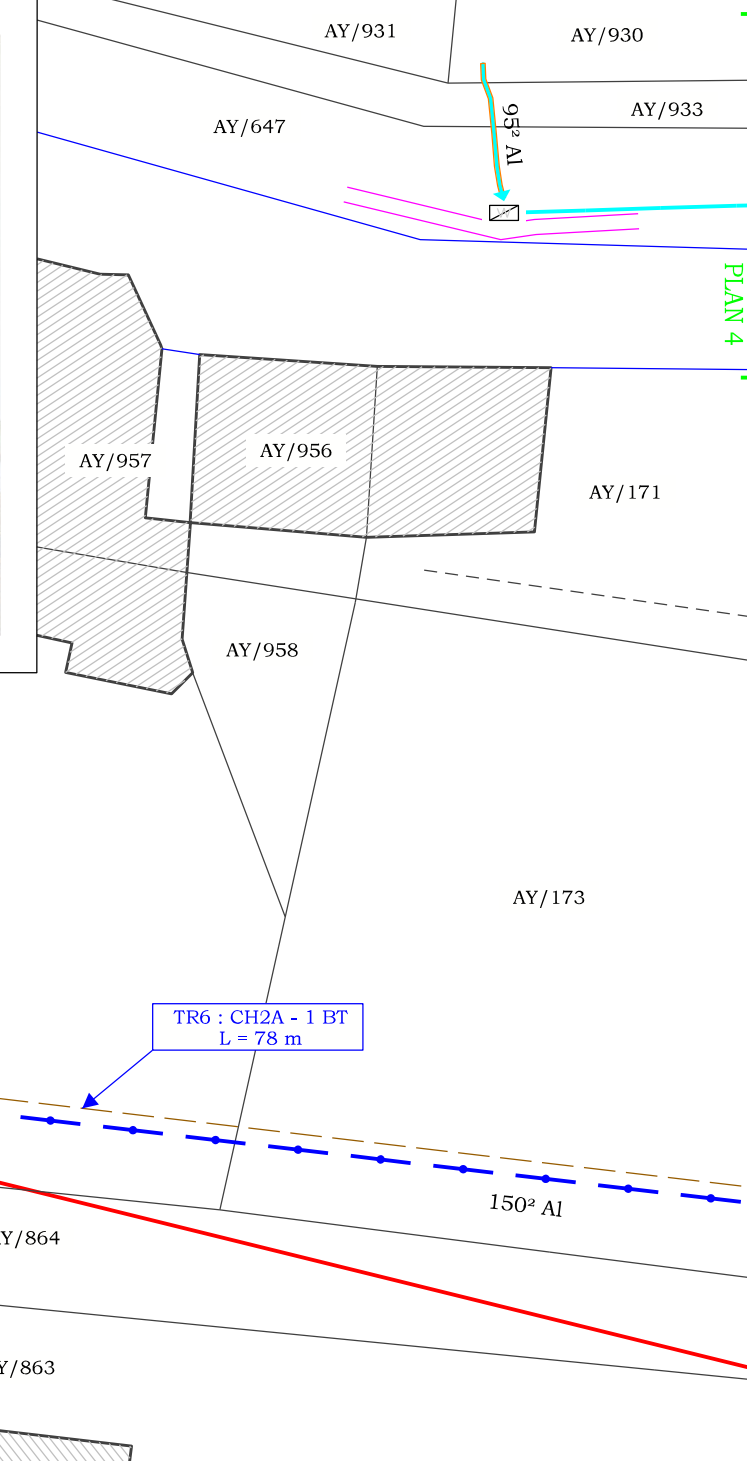 AY/931
AY/930
AY/933
95² Al
AY/647
PLAN 4
AY/956
AY/957
AY/171
AY/958
AY/173
TR6 : CH2A - 1 BT
L = 78 m
150² Al
Y/864
Y/863